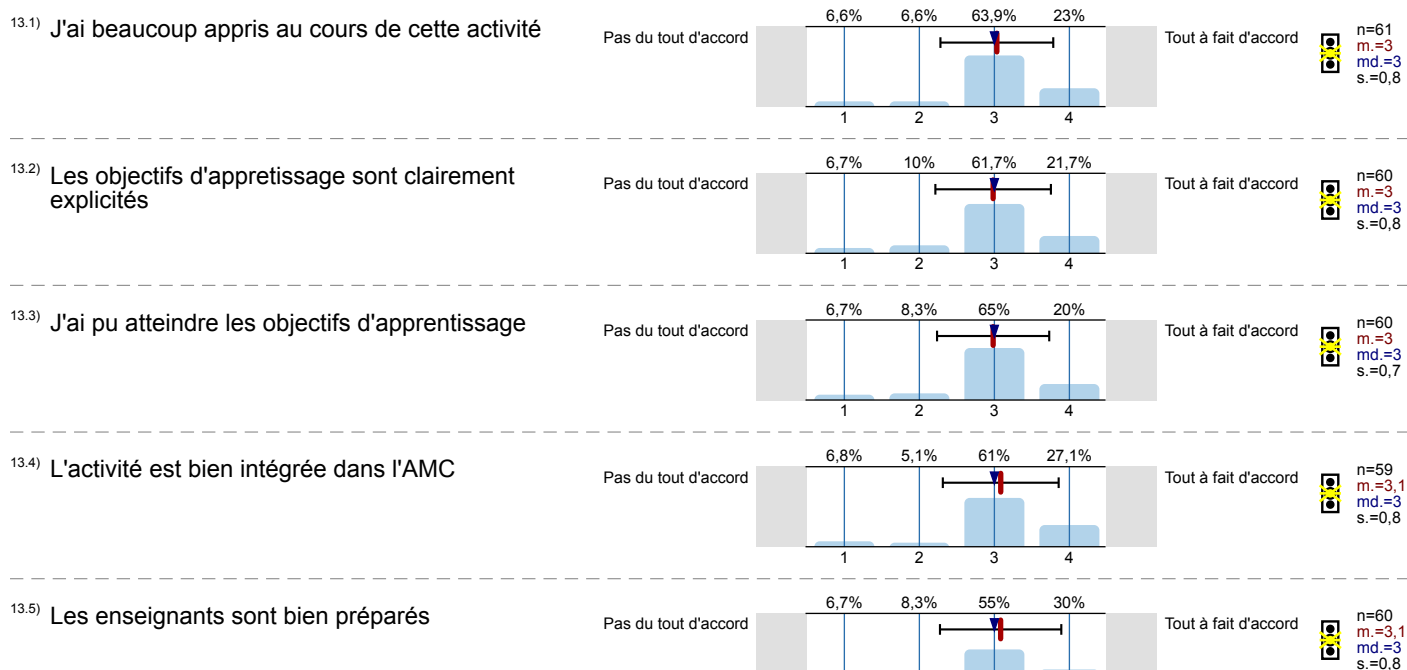 13.1) J'ai beaucoup appris au cours de cette activité
Pas du tout d'accord
6,6% 6,6% 63,9% 23%
1 2 3 4
Tout à fait d'accord
n=61
m.=3
md.=3
s.=0,8
13.2) Les objectifs d'appretissage sont clairement
explicités
Pas du tout d'accord
6,7% 10% 61,7% 21,7%
1 2 3 4
Tout à fait d'accord
n=60
m.=3
md.=3
s.=0,8
13.3) J'ai pu atteindre les objectifs d'apprentissage
Pas du tout d'accord
6,7% 8,3% 65% 20%
1 2 3 4
Tout à fait d'accord
n=60
m.=3
md.=3
s.=0,7
13.4) L'activité est bien intégrée dans l'AMC
Pas du tout d'accord
6,8% 5,1% 61% 27,1%
1 2 3 4
Tout à fait d'accord
n=59
m.=3,1
md.=3
s.=0,8
13.5) Les enseignants sont bien préparés
Pas du tout d'accord
6,7% 8,3% 55% 30%
Tout à fait d'accord
n=60
m.=3,1
md.=3
s.=0,8